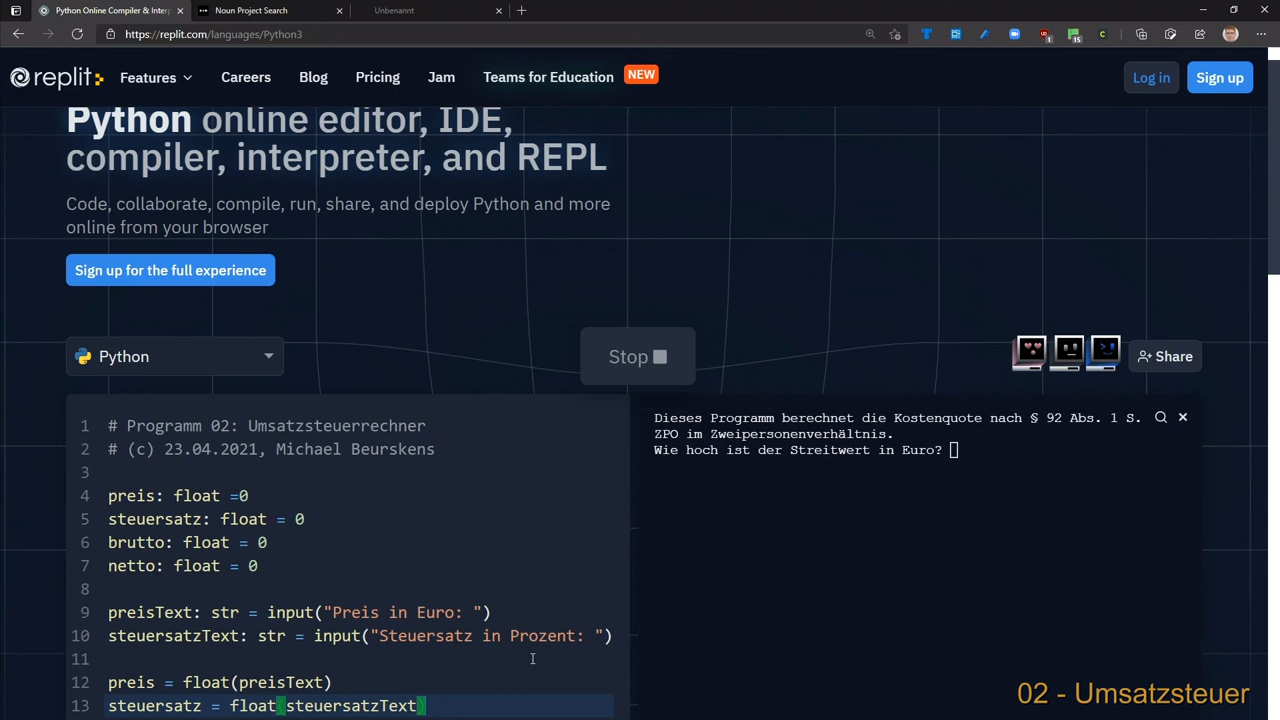 Python Online Compiler & Interp
Noun Project Search
Unbenannt
https://replit.com/languages/Python3
replit
Features
Careers
Blog
Pricing
Jam
Teams for Education
NEW
Log in
Sign up
Python online editor, IDE,
compiler, interpreter, and REPL
Code, collaborate, compile, run, share, and deploy Python and more
online from your browser
Sign up for the full experience
Python
Stop
Share
1 # Programm 02: Umsatzsteuerrechner
2 # (c) 23.04.2021, Michael Beurskens
3
4 preis: float =0
5 steuersatz: float = 0
6 brutto: float = 0
7 netto: float = 0
8
9 preisText: str = input("Preis in Euro: ")
10 steuersatzText: str = input("Steuersatz in Prozent: ")
11
12 preis = float(preisText)
13 steuersatz = float(steuersatzText)
Dieses Programm berechnet die Kostenquote nach § 92 Abs. 1 S.
ZPO im Zweipersonenverhältnis.
Wie hoch ist der Streitwert in Euro?
02 - Umsatzsteuer